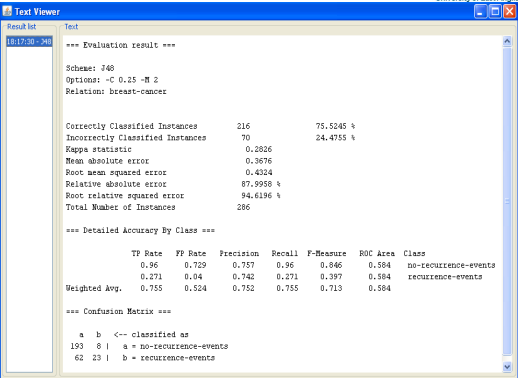 Text Viewer
Result list
Text
18:17:30 - J48
=== Evaluation result ===
Scheme: J48
Options: -C 0.25 -M 2
Relation: breast-cancer
Correctly Classified Instances 216 75.5245 %
Incorrectly Classified Instances 70 24.4755 %
Kappa statistic 0.2826
Mean absolute error 0.3676
Root mean squared error 0.4324
Relative absolute error 87.9958 %
Root relative squared error 94.6196 %
Total Number of Instances 286
=== Detailed Accuracy By Class ===
TP Rate FP Rate Precision Recall F-Measure ROC Area Class
0.96 0.729 0.757 0.96 0.846 0.584 no-recurrence-events
0.271 0.04 0.742 0.271 0.397 0.584 recurrence-events
Weighted Avg. 0.755 0.524 0.752 0.755 0.713 0.584
=== Confusion Matrix ===
a b <-- classified as
193 8 | a = no-recurrence-events
62 23 | b = recurrence-events